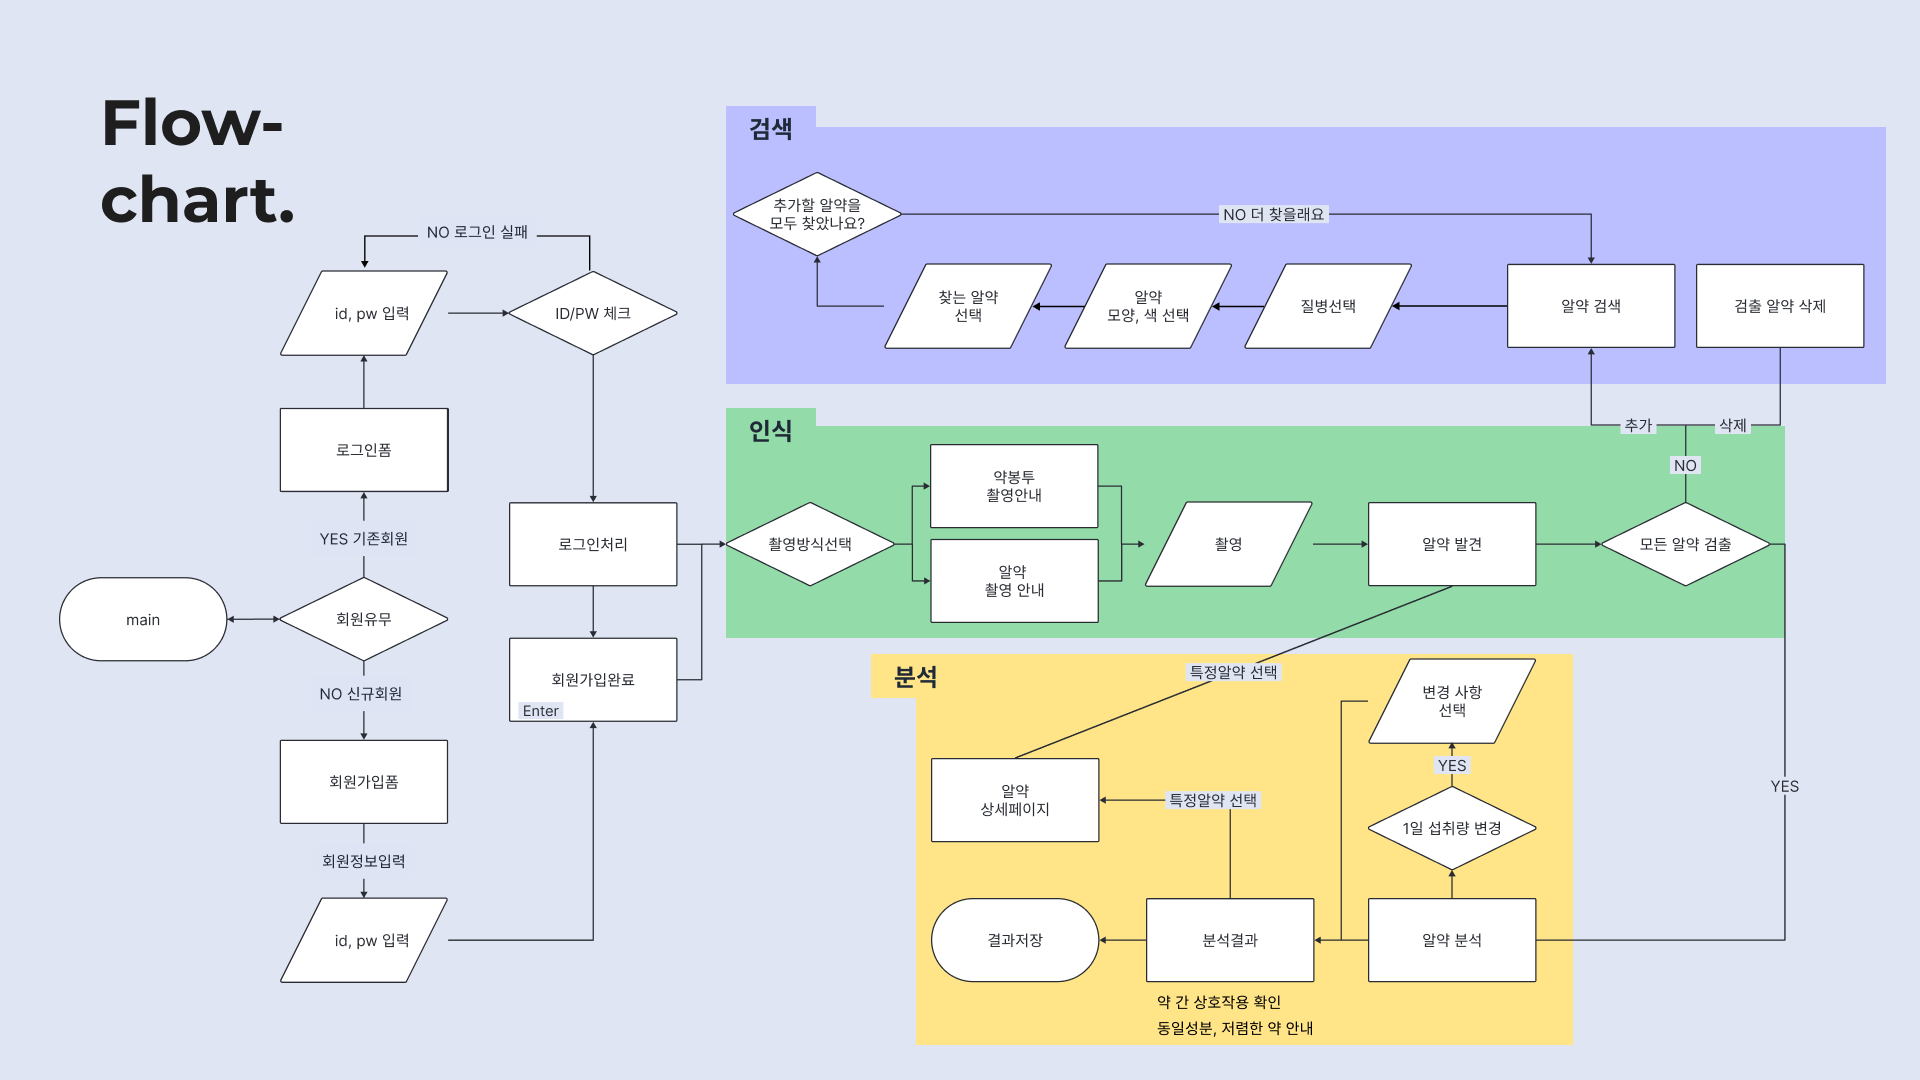 Flow-
chart.
NO 로그인 실패
id, pw 입력
ID/PW 체크
로그인폼
YES 기존회원
main
회원유무
NO 신규회원
회원가입폼
회원정보입력
id, pw 입력
로그인처리
회원가입완료
Enter
검색
추가할 알약을
모두 찾았나요?
NO 더 찾을래요
찾는 알약
선택
알약
모양, 색 선택
질병선택
알약 검색
검출 알약 삭제
추가
삭제
NO
인식
촬영방식선택
약봉투
촬영안내
알약
촬영 안내
촬영
알약 발견
모든 알약 검출
YES
분석
특정알약 선택
변경 사항
선택
YES
1일 섭취량 변경
알약
상세페이지
특정알약 선택
결과저장
분석결과
알약 분석
약 간 상호작용 확인
동일성분, 저렴한 약 안내